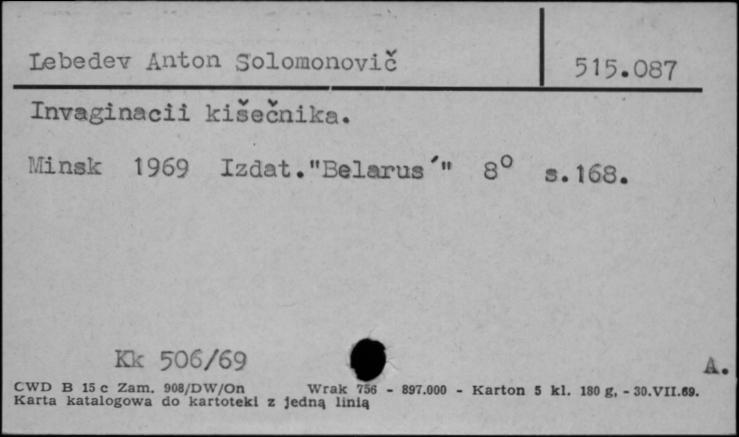 Lebedev Anton Solomonovič
515.087
Invaginacii kišečnika.
Minsk 1969 Izdat."Belarus´" 8° s.168.
Kk 506/69
A.
CWD B 15 c Zam. 908/DW/On Wrak 756 - 897.000 - Karton 5 kl. 180 g, - 30.VII.69.
Karta katalogowa do kartoteki z jedną linią